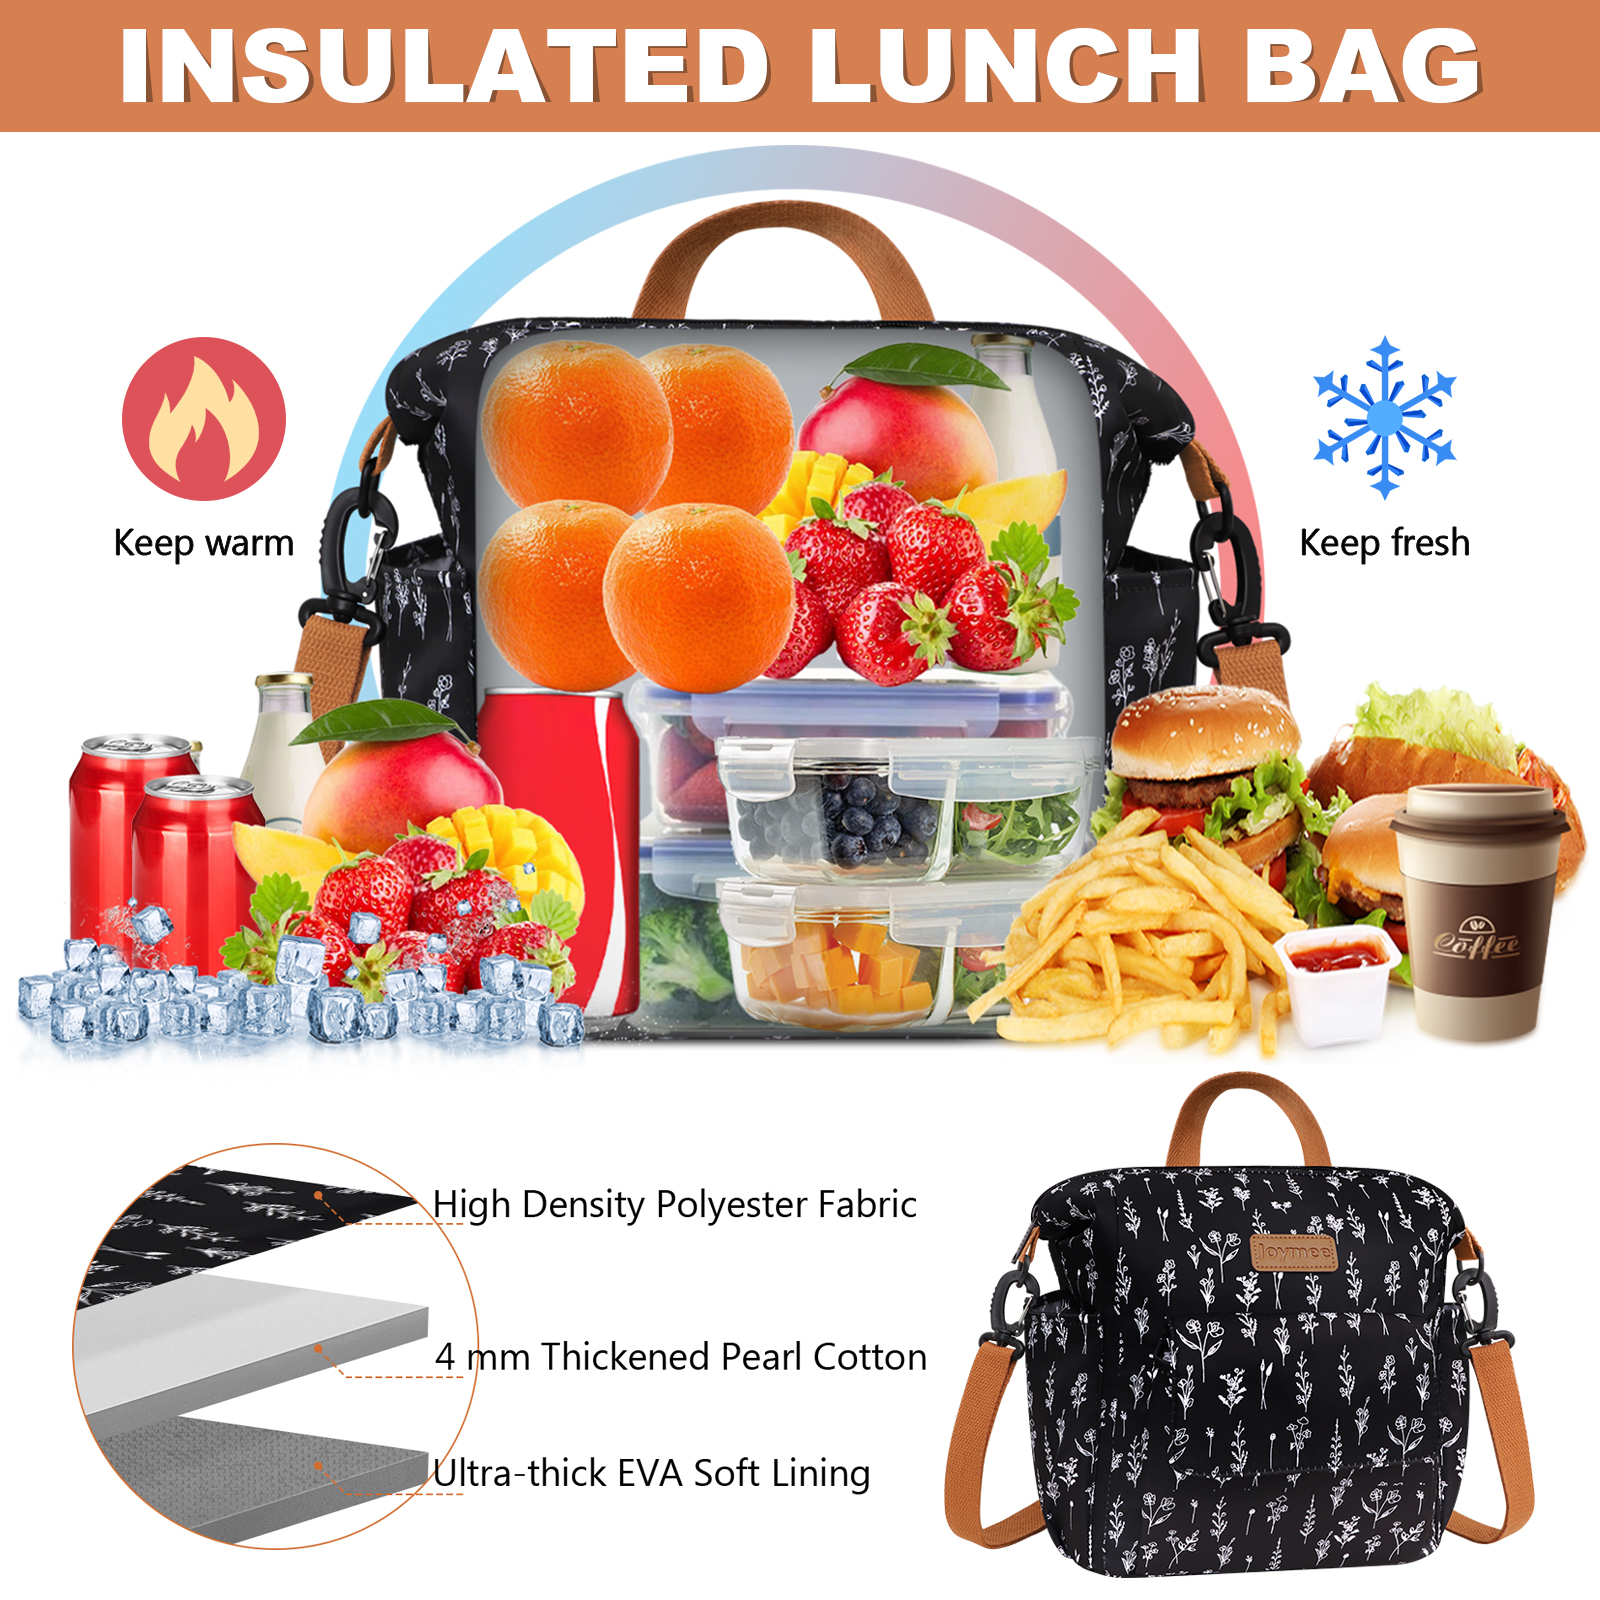 INSULATED LUNCH BAG
Keep warm
Keep fresh
Coffee
High Density Polyester Fabric
Joymee
4 mm Thickened Pearl Cotton
Ultra-thick EVA Soft Lining